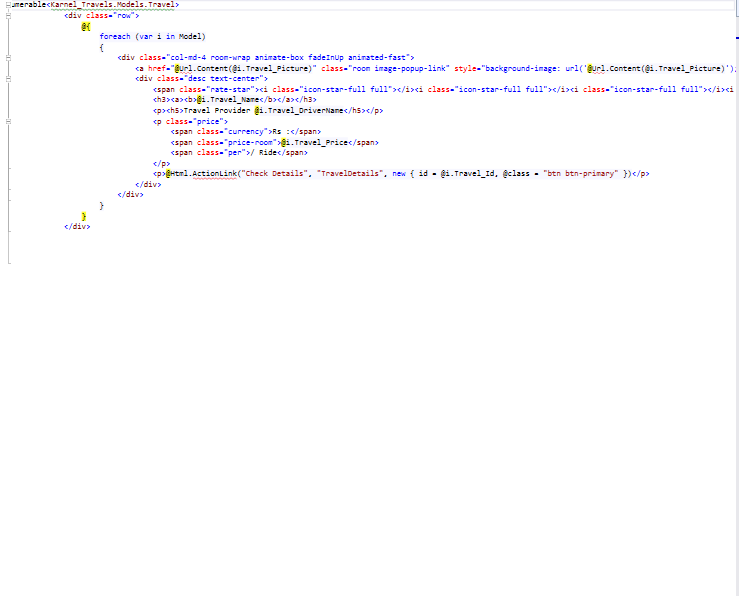 umerable<Karnel_Travels.Models.Travel>
<div class="row">
@{
foreach (var i in Model)
{
<div class="col-md-4 room-wrap animate-box fadeInUp animated-fast">
<a href="@Url.Content(@i.Travel_Picture)" class="room image-popup-link" style="background-image: url('@Url.Content(@i.Travel_Picture)');
<div class="desc text-center">
<span class="rate-star"><i class="icon-star-full full"></i><i class="icon-star-full full"></i><i class="icon-star-full full"></i><i
<h3><a><b>@i.Travel_Name</b></a></h3>
<p><h5>Travel Provider @i.Travel_DriverName</h5></p>
<p class="price">
<span class="currency">Rs :</span>
<span class="price-room">@i.Travel_Price</span>
<span class="per">/ Ride</span>
</p>
<p>@Html.ActionLink("Check Details", "TravelDetails", new { id = @i.Travel_Id, @class = "btn btn-primary" })</p>
</div>
</div>
}
}
</div>